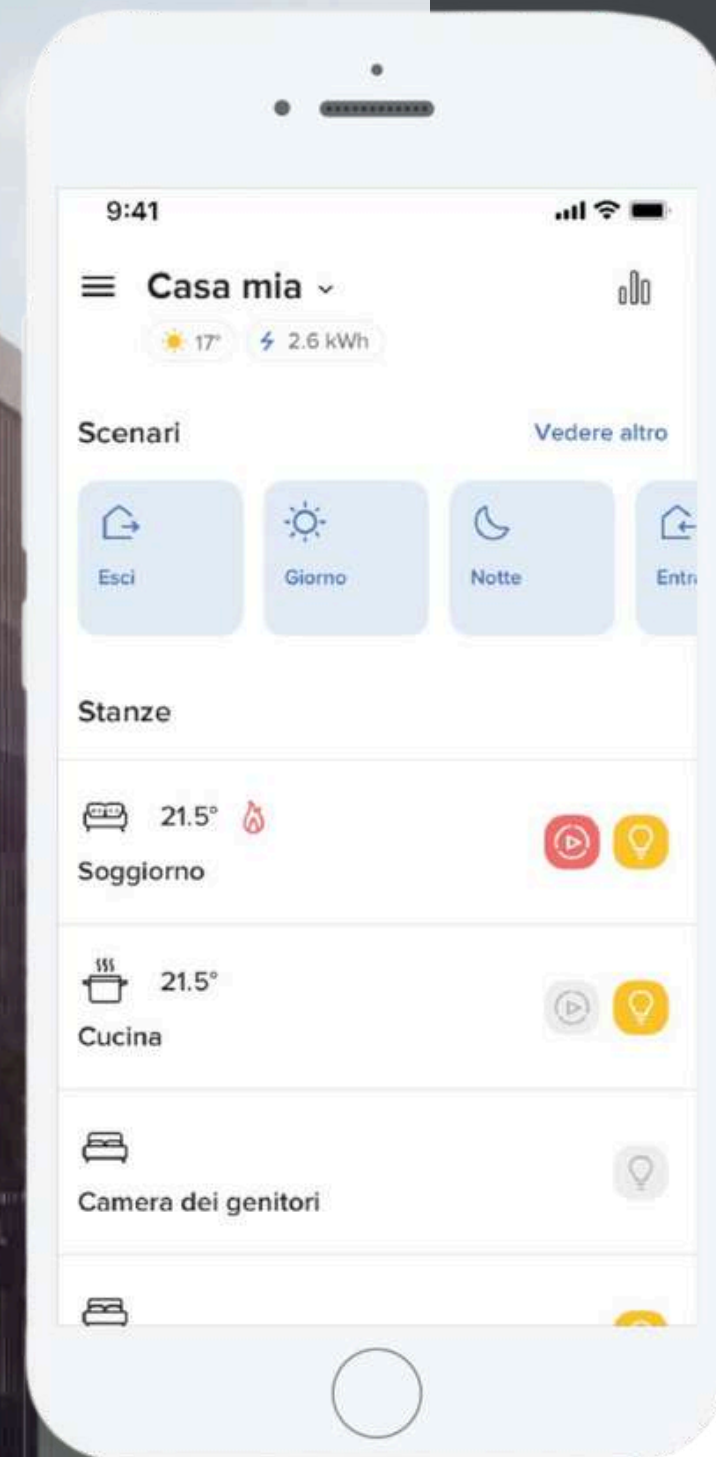 9:41
Casa mia
17° 2.6 kWh
Scenari Vedere altro
Esci Giorno Notte Entra
Stanze
21.5°
Soggiorno
21.5°
Cucina
Camera dei genitori